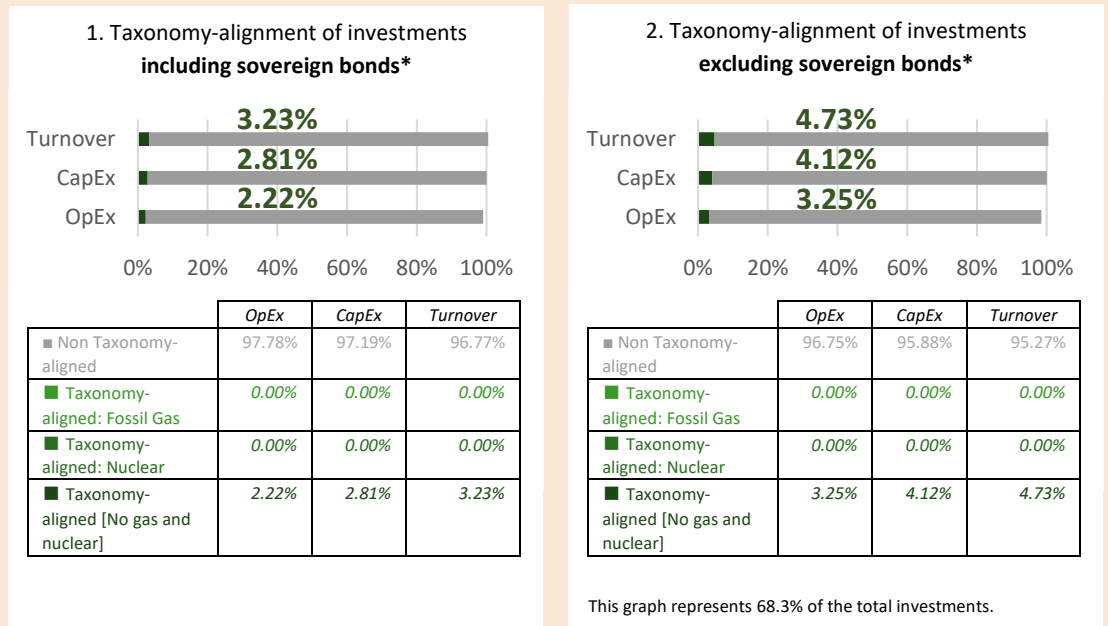 1. Taxonomy-alignment of investments
including sovereign bonds*
3.23%
Turnover
2.81%
CapEx
2.22%
OpEx
0% 20% 40% 60% 80% 100%
OpEx CapEx Turnover
■ Non Taxonomy- 97.78% 97.19% 96.77%
aligned
■ Taxonomy- 0.00% 0.00% 0.00%
aligned: Fossil Gas
■ Taxonomy- 0.00% 0.00% 0.00%
aligned: Nuclear
■ Taxonomy- 2.22% 2.81% 3.23%
aligned [No gas and
nuclear]
2. Taxonomy-alignment of investments
excluding sovereign bonds*
4.73%
Turnover
4.12%
CapEx
3.25%
OpEx
0% 20% 40% 60% 80% 100%
OpEx CapEx Turnover
■ Non Taxonomy- 96.75% 95.88% 95.27%
aligned
■ Taxonomy- 0.00% 0.00% 0.00%
aligned: Fossil Gas
■ Taxonomy- 0.00% 0.00% 0.00%
aligned: Nuclear
■ Taxonomy- 3.25% 4.12% 4.73%
aligned [No gas and
nuclear]
This graph represents 68.3% of the total investments.